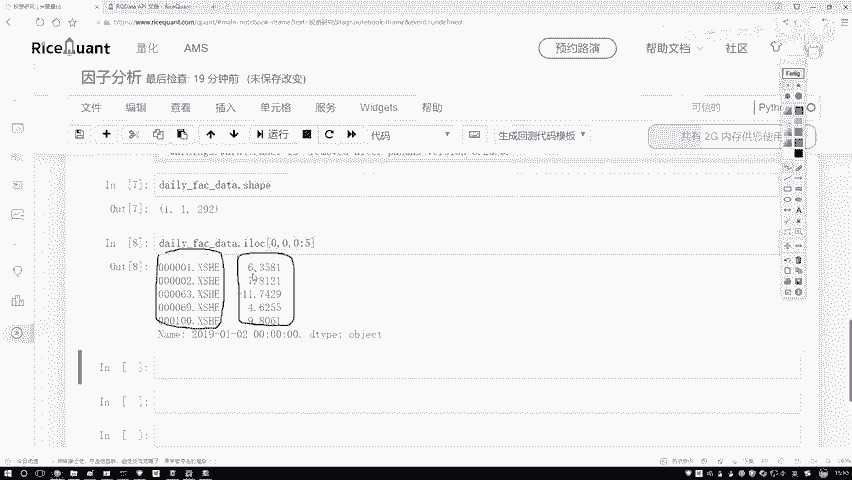 RiceQuant 量化 AMS 预约路演 帮助文档 社区
因子分析 最后检查: 19 分钟前 (未保存改变)
文件 编辑 查看 插入 单元格 服务 Widgets 帮助 可信的
运行 代码 生成回测代码模板 共有 2G 内存供您使用
In [7]: daily_fac_data.shape
Out[7]: (1, 1, 292)
In [8]: daily_fac_data.iloc[0,0,0:5]
Out[8]:
000001.XSHE 6.3581
000002.XSHE 7.8121
000063.XSHE -11.7429
000069.XSHE 4.6255
000100.XSHE 9.8061
Name: 2019-01-02 00:00:00, dtype: object
In [ ]:
In [ ]:
In [ ]: